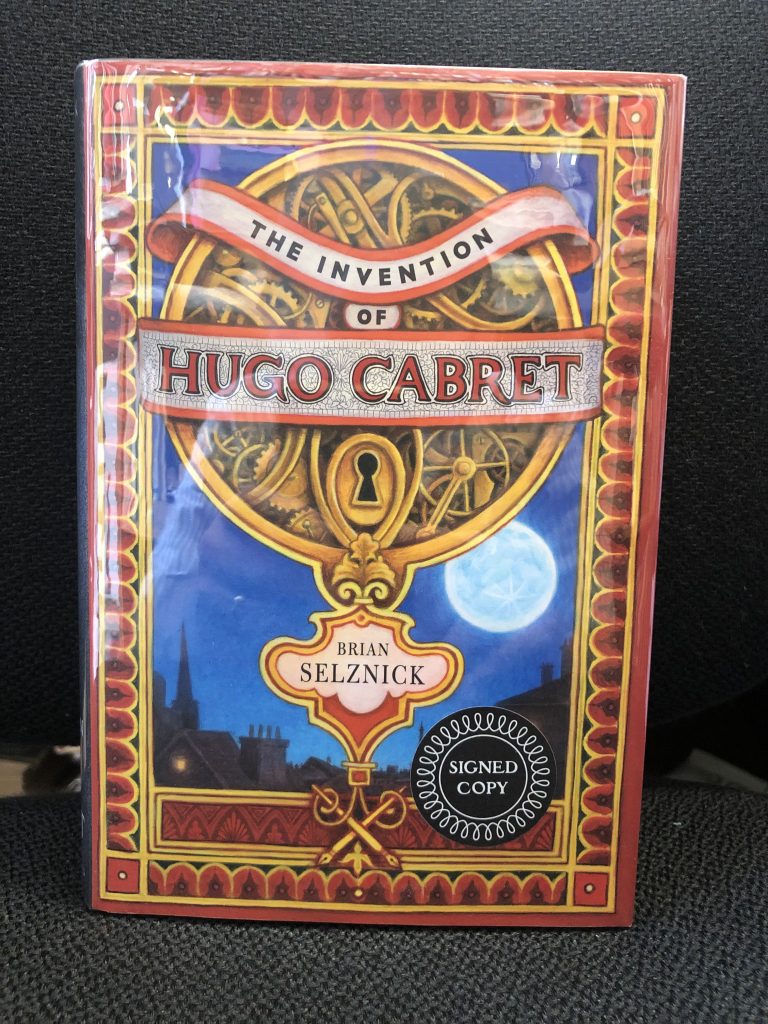 THE INVENTION
OF
HUGO CABRET
BRIAN
SELZNICK
SIGNED
COPY